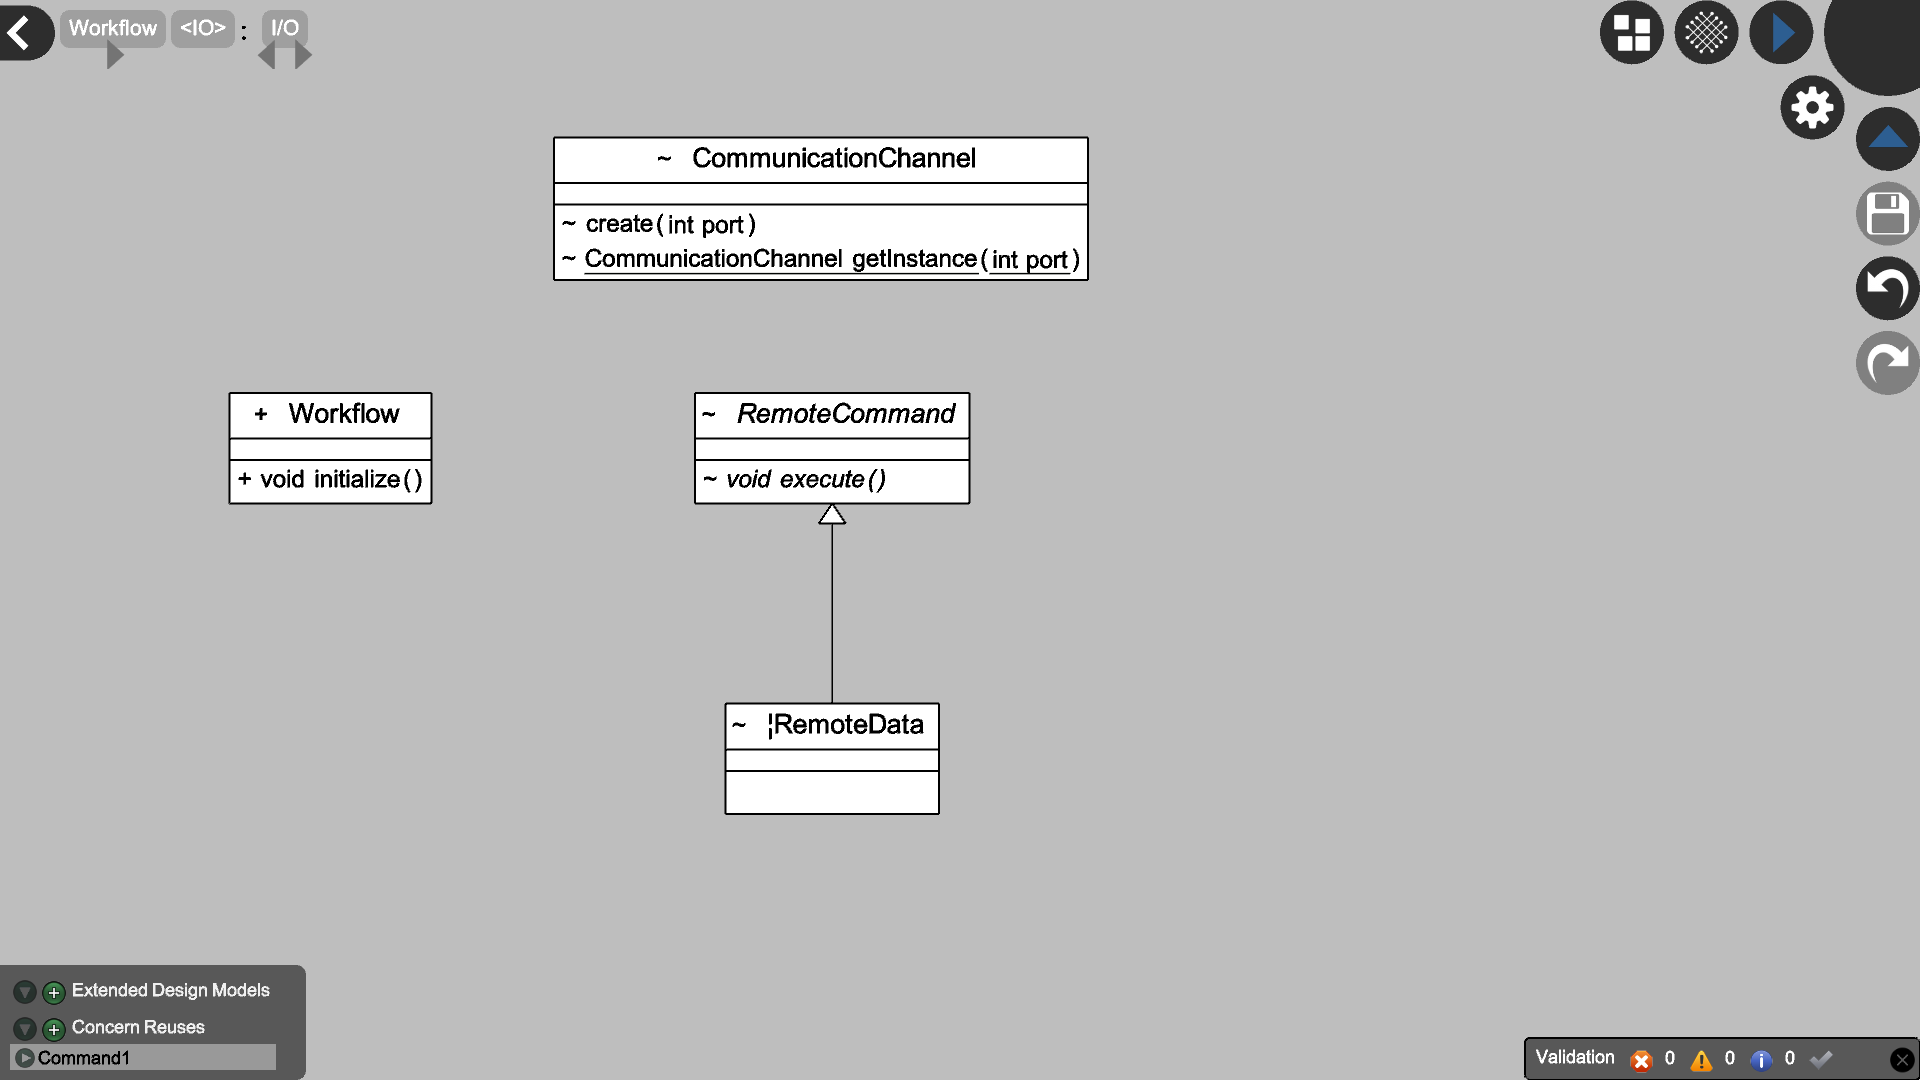 Workflow <IO> : I/O
~ CommunicationChannel
~ create(int port)
~ CommunicationChannel getInstance(int port)
+ Workflow
+ void initialize()
~ RemoteCommand
~ void execute()
~ ¦RemoteData
Extended Design Models
Concern Reuses
Command1
Validation 0 0 0